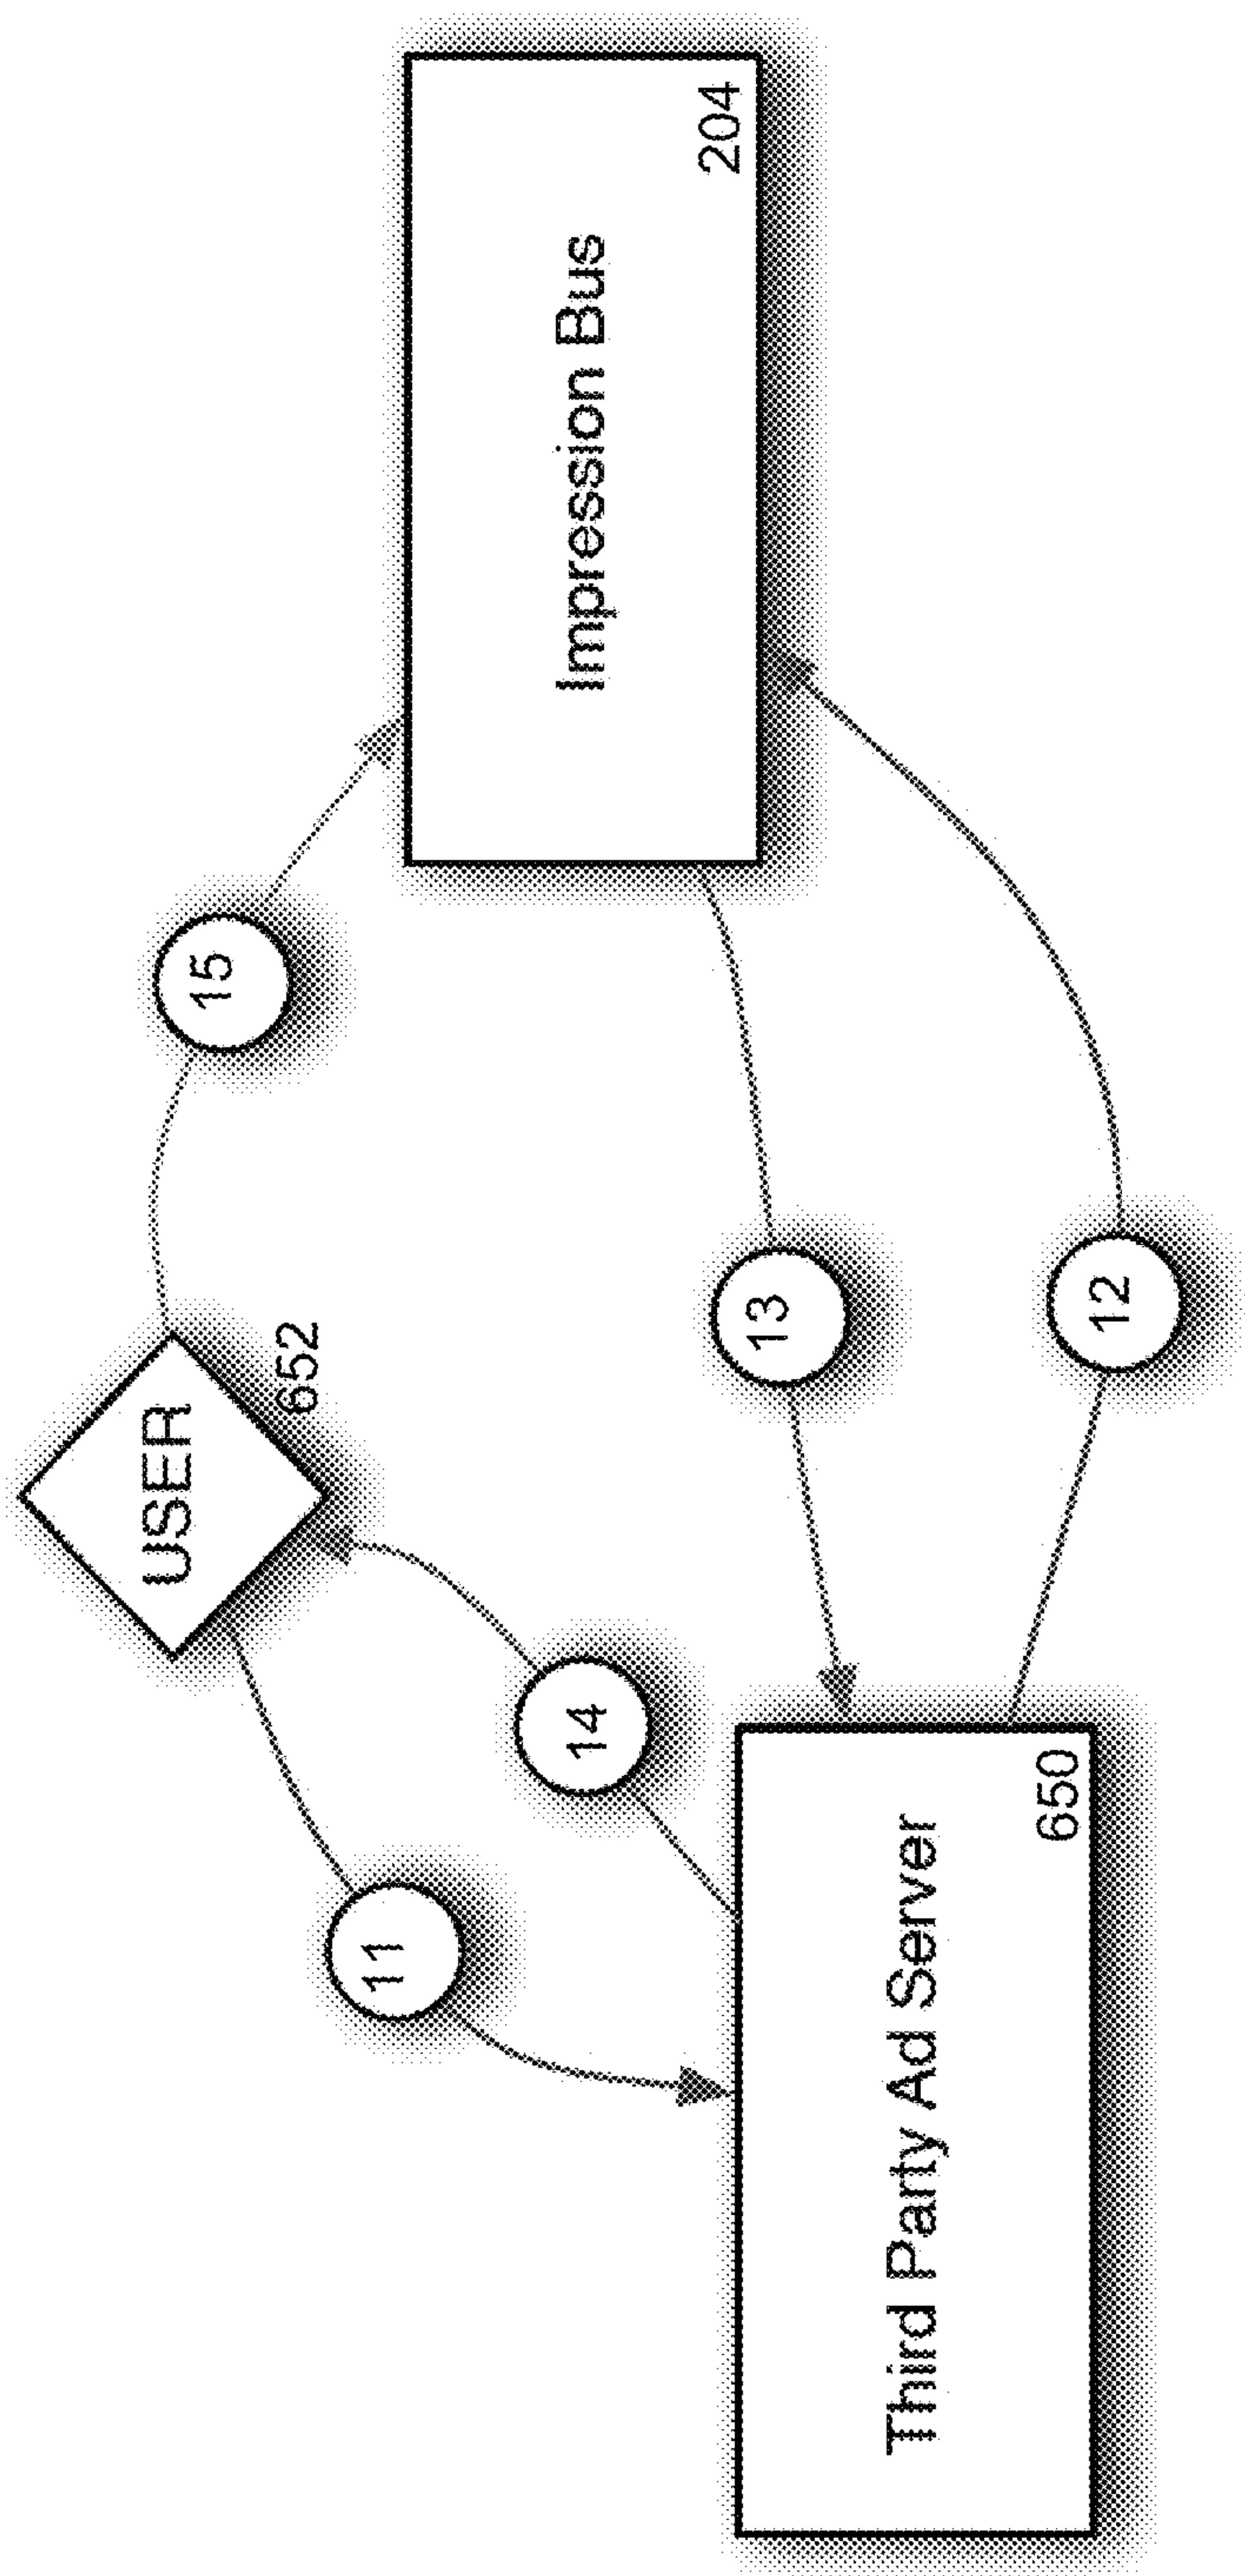 USER
652
15
11
14
Impression Bus
204
13
12
Third Party Ad Server
650